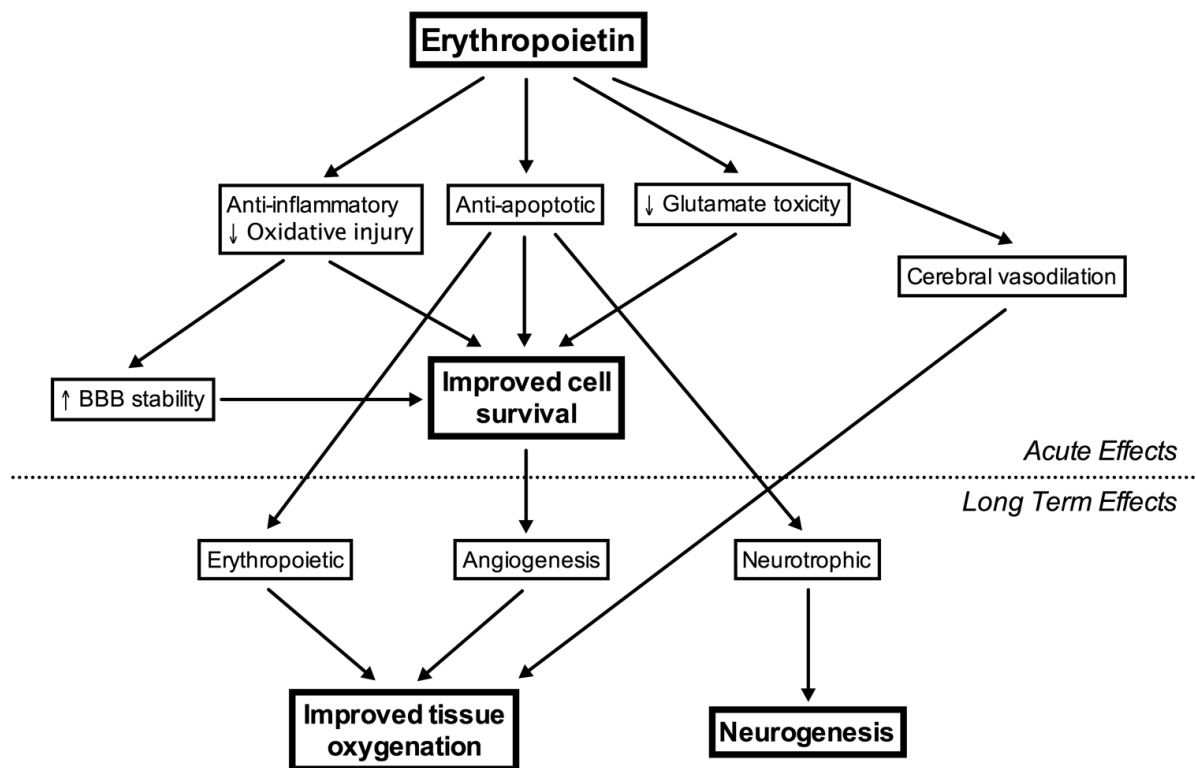 Erythropoietin
Anti-inflammatory
↓ Oxidative injury
Anti-apoptotic
↓ Glutamate toxicity
Cerebral vasodilation
↑ BBB stability
Improved cell
survival
Acute Effects
Long Term Effects
Erythropoietic
Angiogenesis
Neurotrophic
Improved tissue
oxygenation
Neurogenesis